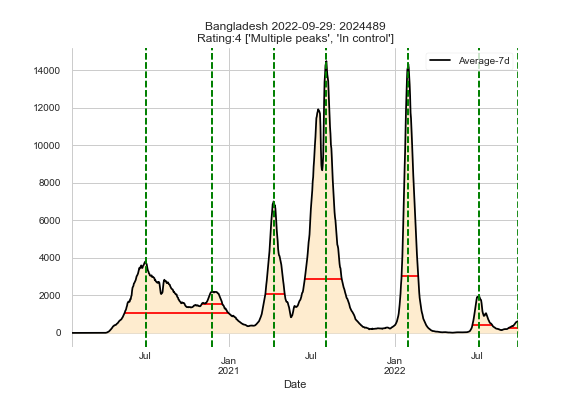 Bangladesh 2022-09-29: 2024489
Rating:4 ['Multiple peaks', 'In control']
Average-7d
14000
12000
10000
8000
6000
4000
2000
0
Jul
Jan
2021
Jul
Jan
2022
Jul
Date